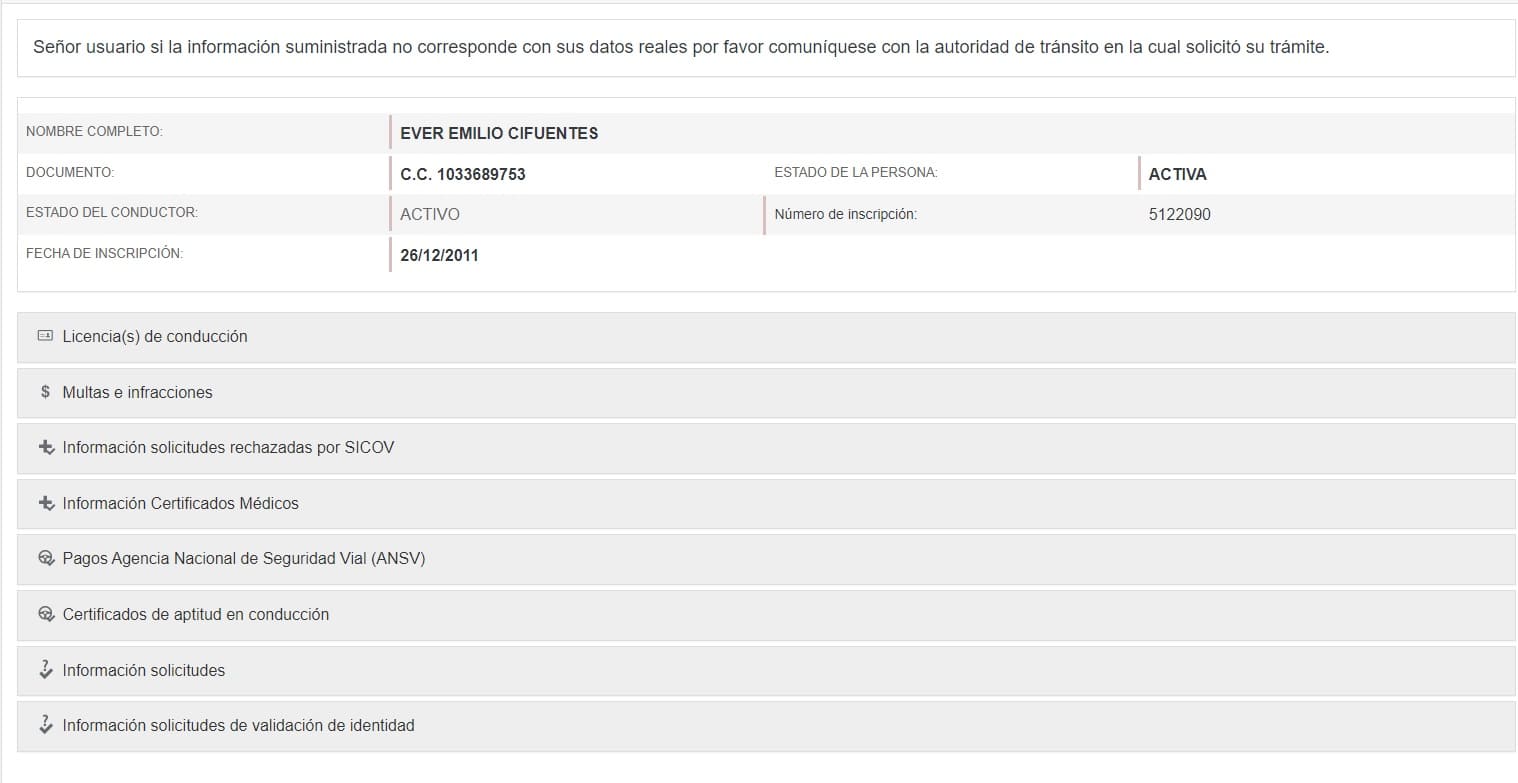 Señor usuario si la información suministrada no corresponde con sus datos reales por favor comuníquese con la autoridad de tránsito en la cual solicitó su trámite.
NOMBRE COMPLETO: EVER EMILIO CIFUENTES
DOCUMENTO: C.C. 1033689753 ESTADO DE LA PERSONA: ACTIVA
ESTADO DEL CONDUCTOR: ACTIVO Número de inscripción: 5122090
FECHA DE INSCRIPCIÓN: 26/12/2011
Licencia(s) de conducción
$ Multas e infracciones
Información solicitudes rechazadas por SICOV
Información Certificados Médicos
Pagos Agencia Nacional de Seguridad Vial (ANSV)
Certificados de aptitud en conducción
Información solicitudes
Información solicitudes de validación de identidad